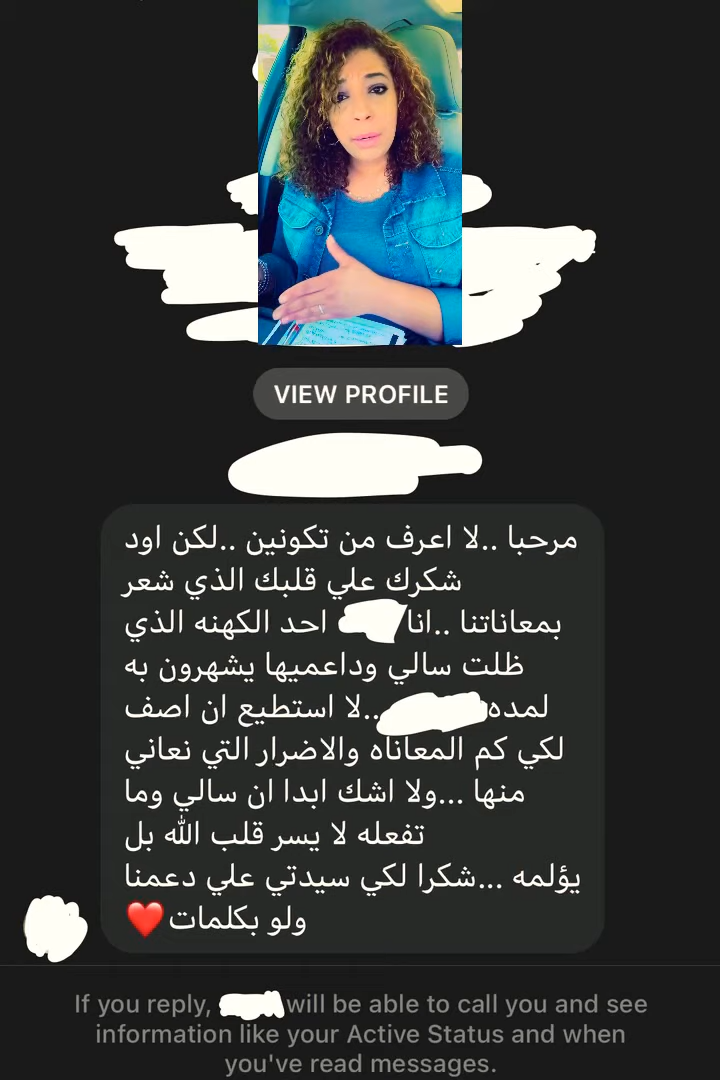 VIEW PROFILE
مرحبا ..لا اعرف من تكونين ..لكن اود
شكرك علي قلبك الذي شعر
بمعاناتنا ..انا احد الكهنه الذي
ظلت سالي وداعميها يشهرون به
لمده ..لا استطيع ان اصف
لكي كم المعاناه والاضرار التي نعاني
منها ...ولا اشك ابدا ان سالي وما
تفعله لا يسر قلب الله بل
يؤلمه ...شكرا لكي سيدتي علي دعمنا
ولو بكلمات ❤️
If you reply, will be able to call you and see
information like your Active Status and when
you've read messages.